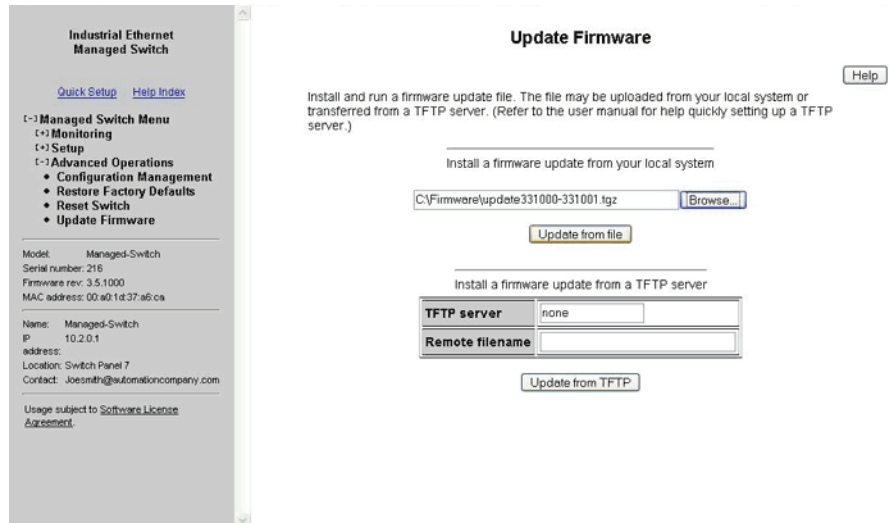 Industrial Ethernet
Managed Switch
Quick Setup Help Index
[-] Managed Switch Menu
[+] Monitoring
[+] Setup
[-] Advanced Operations
• Configuration Management
• Restore Factory Defaults
• Reset Switch
• Update Firmware
Model: Managed-Switch
Serial number: 216
Firmware rev: 3.5.1000
MAC address: 00:a0:1d:37:a6:ca
Name: Managed-Switch
IP address: 10.2.0.1
Location: Switch Panel 7
Contact: Joesmith@automationcompany.com
Usage subject to Software License
Agreement.
Update Firmware
Help
Install and run a firmware update file. The file may be uploaded from your local system or
transferred from a TFTP server. (Refer to the user manual for help quickly setting up a TFTP
server.)
Install a firmware update from your local system
C:\Firmware\update331000-331001.tgz Browse...
Update from file
Install a firmware update from a TFTP server
TFTP server none
Remote filename
Update from TFTP